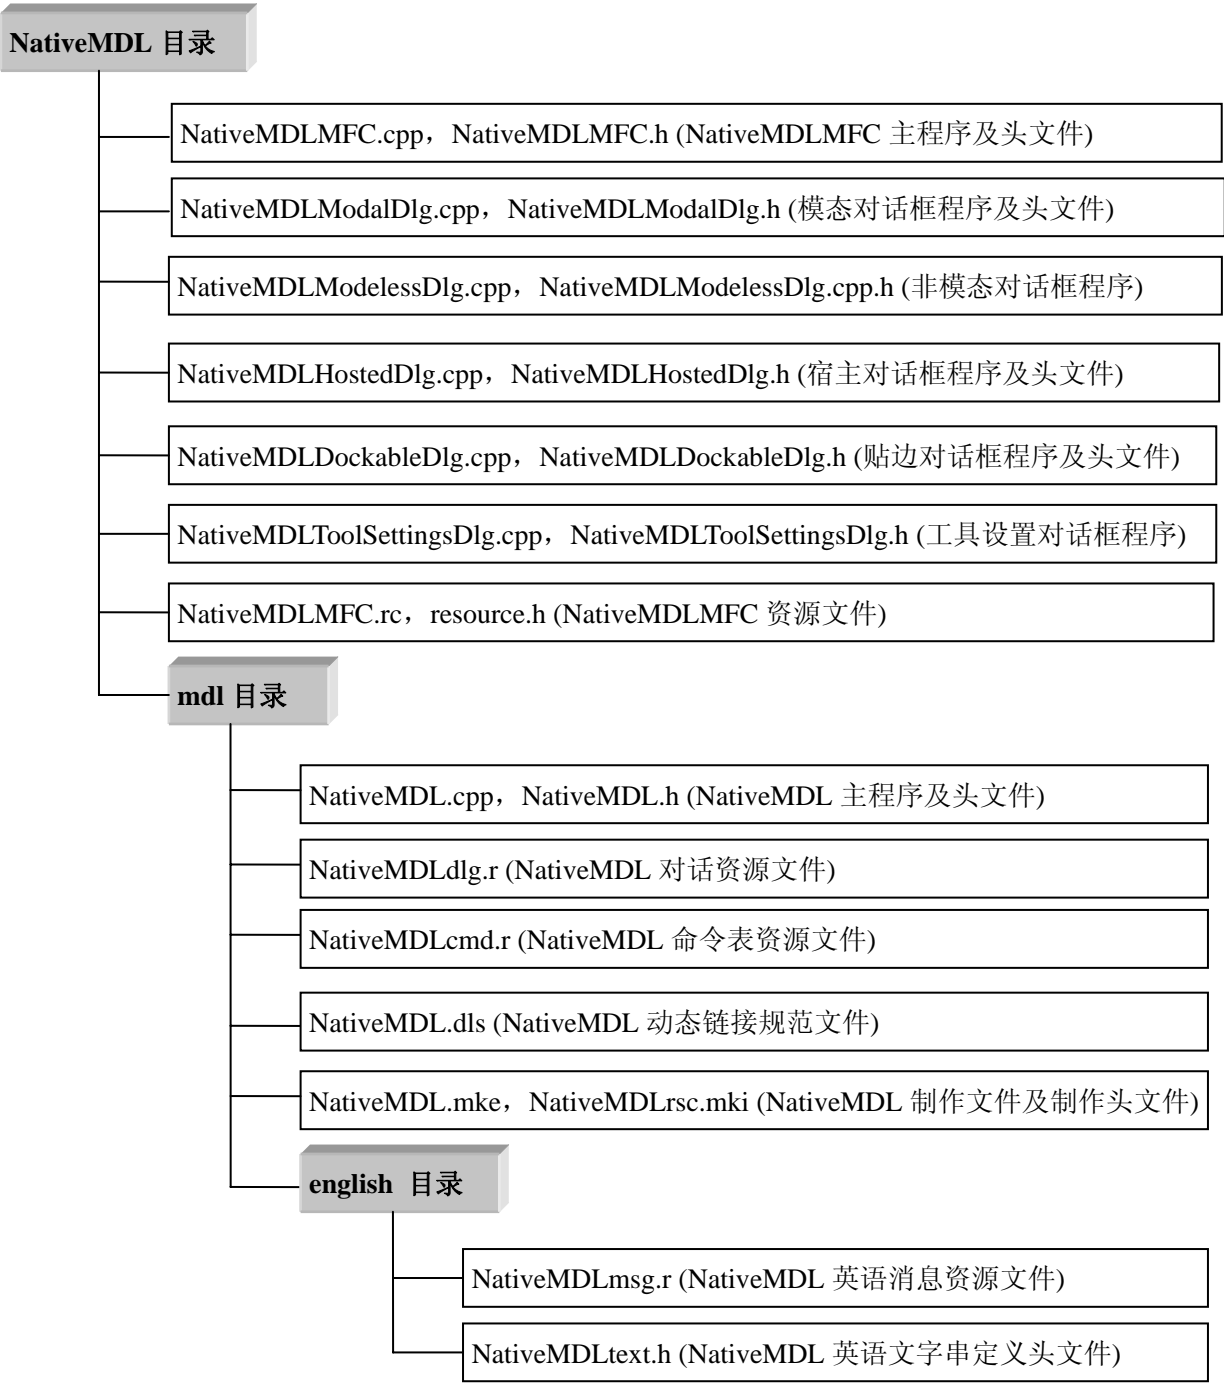 NativeMDL 目录
NativeMDLMFC.cpp，NativeMDLMFC.h (NativeMDLMFC 主程序及头文件)
NativeMDLModalDlg.cpp，NativeMDLModalDlg.h (模态对话框程序及头文件)
NativeMDLModelessDlg.cpp，NativeMDLModelessDlg.cpp.h (非模态对话框程序)
NativeMDLHostedDlg.cpp，NativeMDLHostedDlg.h (宿主对话框程序及头文件)
NativeMDLDockableDlg.cpp，NativeMDLDockableDlg.h (贴边对话框程序及头文件)
NativeMDLToolSettingsDlg.cpp，NativeMDLToolSettingsDlg.h (工具设置对话框程序)
NativeMDLMFC.rc，resource.h (NativeMDLMFC 资源文件)
mdl 目录
NativeMDL.cpp，NativeMDL.h (NativeMDL 主程序及头文件)
NativeMDLdlg.r (NativeMDL 对话资源文件)
NativeMDLcmd.r (NativeMDL 命令表资源文件)
NativeMDL.dls (NativeMDL 动态链接规范文件)
NativeMDL.mke，NativeMDLrsc.mki (NativeMDL 制作文件及制作头文件)
english 目录
NativeMDLmsg.r (NativeMDL 英语消息资源文件)
NativeMDLtext.h (NativeMDL 英语文字串定义头文件)